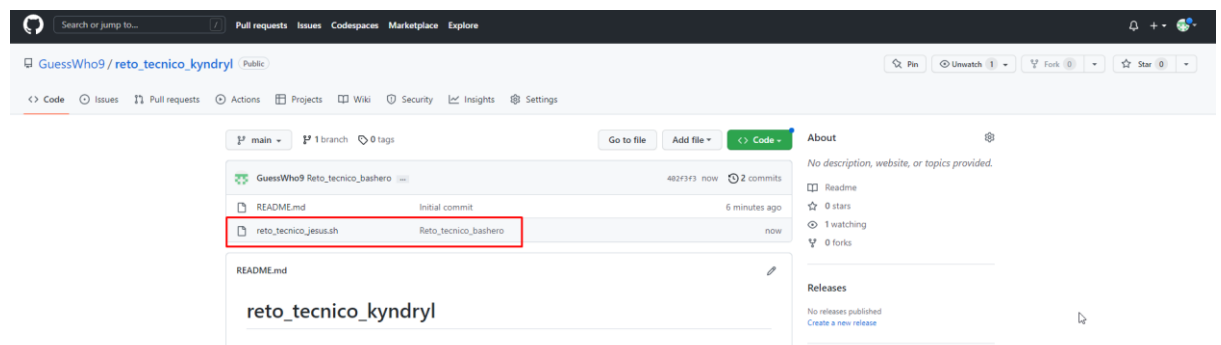 Search or jump to... / Pull requests Issues Codespaces Marketplace Explore
GuessWho9 / reto_tecnico_kyndryl Public
Pin Unwatch 1 Fork 0 Star 0
Code Issues Pull requests Actions Projects Wiki Security Insights Settings
main 1 branch 0 tags Go to file Add file Code
GuessWho9 Reto_tecnico_bashero ... 402f3f3 now 2 commits
README.md Initial commit 6 minutes ago
reto_tecnico_jesus.sh Reto_tecnico_bashero now
README.md
reto_tecnico_kyndryl
About
No description, website, or topics provided.
Readme
0 stars
1 watching
0 forks
Releases
No releases published
Create a new release